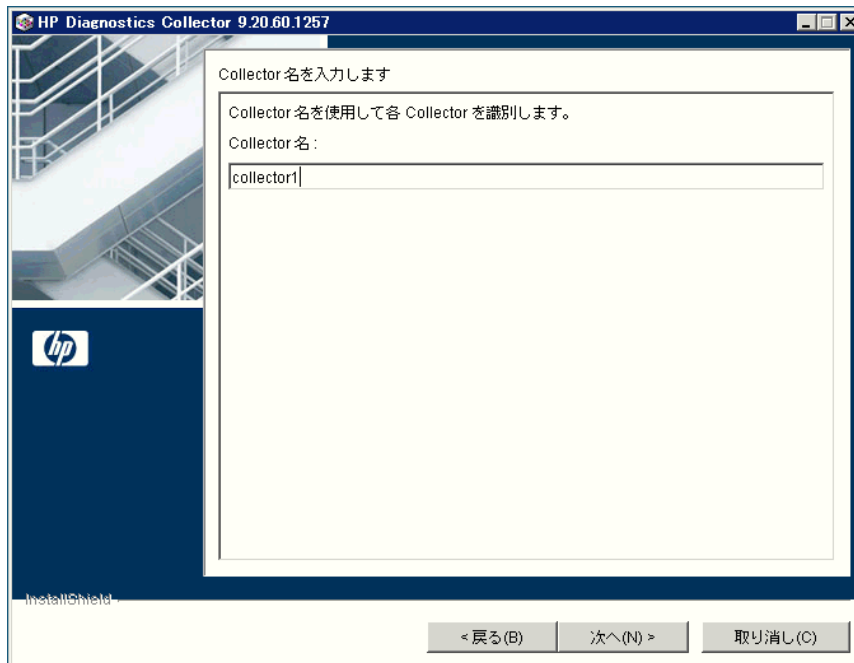 HP Diagnostics Collector 9.20.60.1257
Collector 名を入力します
Collector 名を使用して各 Collector を識別します。
Collector 名 :
collector1
hp
InstallShield
< 戻る(B)
次へ(N) >
取り消し(C)